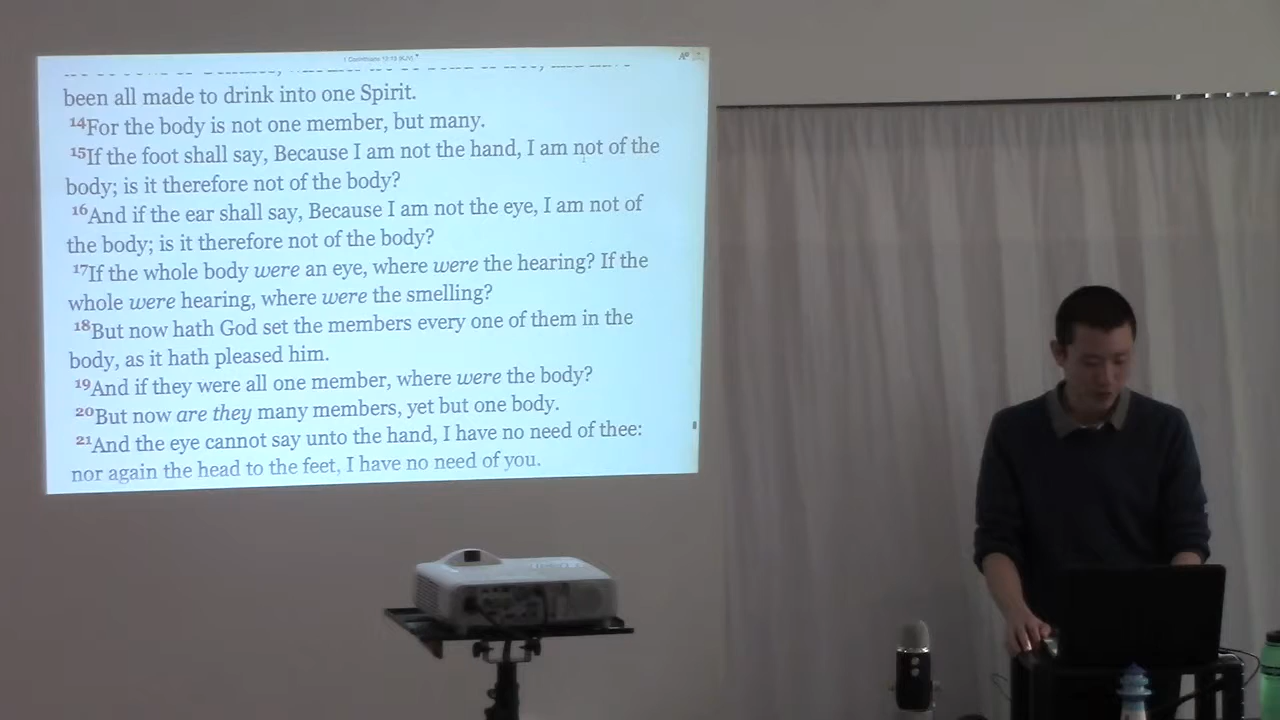 1 Corinthians 12:13 (KJV)
been all made to drink into one Spirit.
14For the body is not one member, but many.
15If the foot shall say, Because I am not the hand, I am not of the
body; is it therefore not of the body?
16And if the ear shall say, Because I am not the eye, I am not of
the body; is it therefore not of the body?
17If the whole body were an eye, where were the hearing? If the
whole were hearing, where were the smelling?
18But now hath God set the members every one of them in the
body, as it hath pleased him.
19And if they were all one member, where were the body?
20But now are they many members, yet but one body.
21And the eye cannot say unto the hand, I have no need of thee:
nor again the head to the feet, I have no need of you.